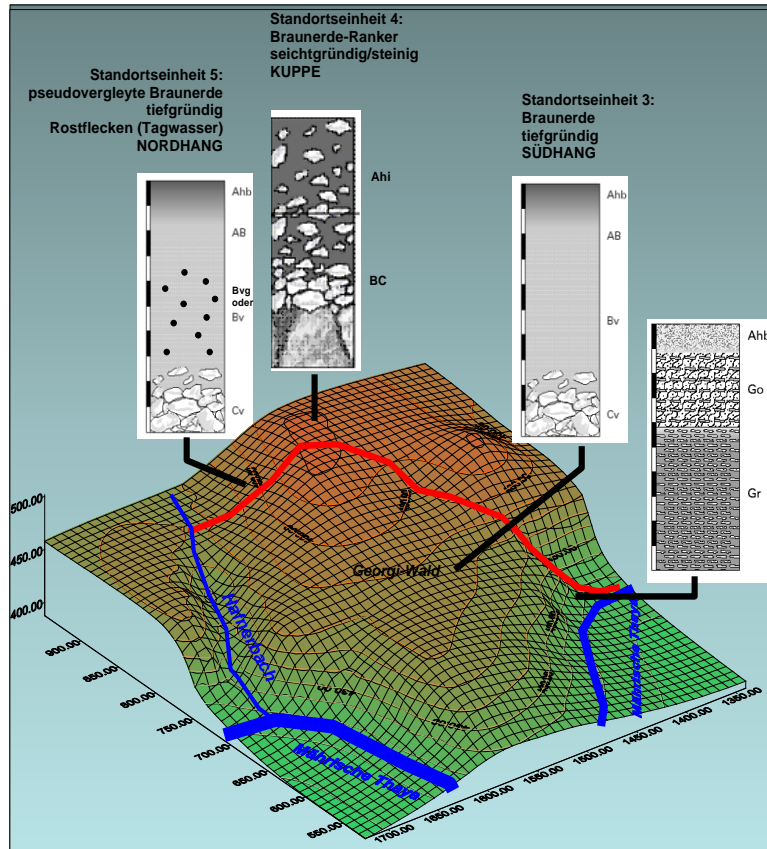 Standortseinheit 4:
Braunerde-Ranker
seichtgründig/steinig
KUPPE
Standortseinheit 5:
pseudovergleyte Braunerde
tiefgründig
Rostflecken (Tagwasser)
NORDHANG
Standortseinheit 3:
Braunerde
tiefgründig
SÜDHANG
Ahb
AB
Bvg
oder
Bv
Cv
Ahi
BC
Ahb
AB
Bv
Cv
Ahb
Go
Gr
Georgi-Wald
Hafnerbach
Mährische Thaya
Mährische Thaya
500.00
450.00
400.00
900.00
850.00
800.00
750.00
700.00
650.00
600.00
550.00
1700.00
1650.00
1600.00
1550.00
1500.00
1450.00
1400.00
1350.00